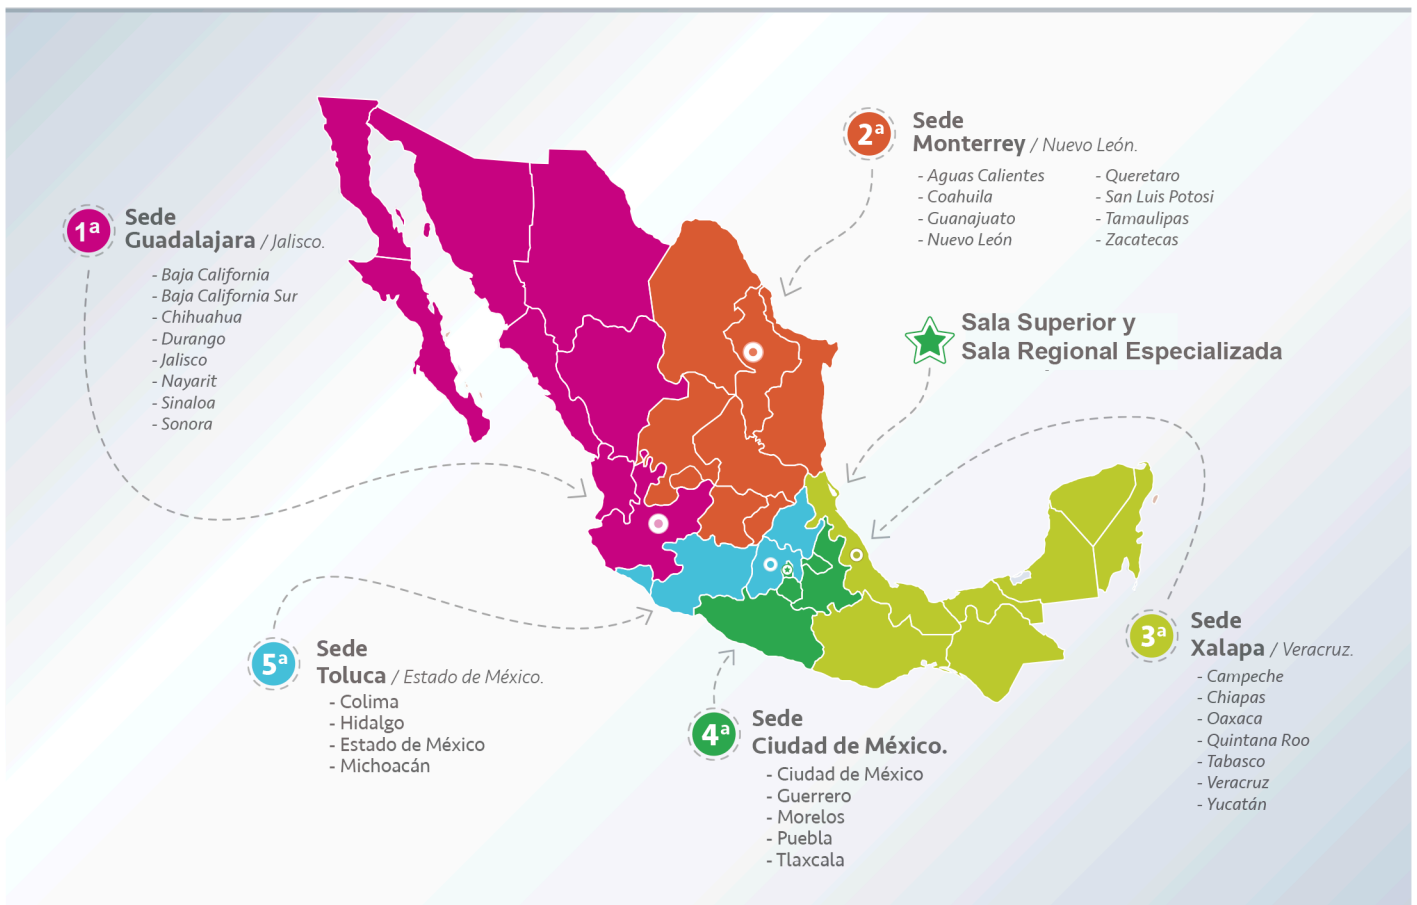 1ª
Sede
Guadalajara / Jalisco.
- Baja California
- Baja California Sur
- Chihuahua
- Durango
- Jalisco
- Nayarit
- Sinaloa
- Sonora
2ª
Sede
Monterrey / Nuevo León.
- Aguas Calientes
- Coahuila
- Guanajuato
- Nuevo León
- Queretaro
- San Luis Potosi
- Tamaulipas
- Zacatecas
Sala Superior y
Sala Regional Especializada
3ª
Sede
Xalapa / Veracruz.
- Campeche
- Chiapas
- Oaxaca
- Quintana Roo
- Tabasco
- Veracruz
- Yucatán
5ª
Sede
Toluca / Estado de México.
- Colima
- Hidalgo
- Estado de México
- Michoacán
4ª
Sede
Ciudad de México.
- Ciudad de México
- Guerrero
- Morelos
- Puebla
- Tlaxcala